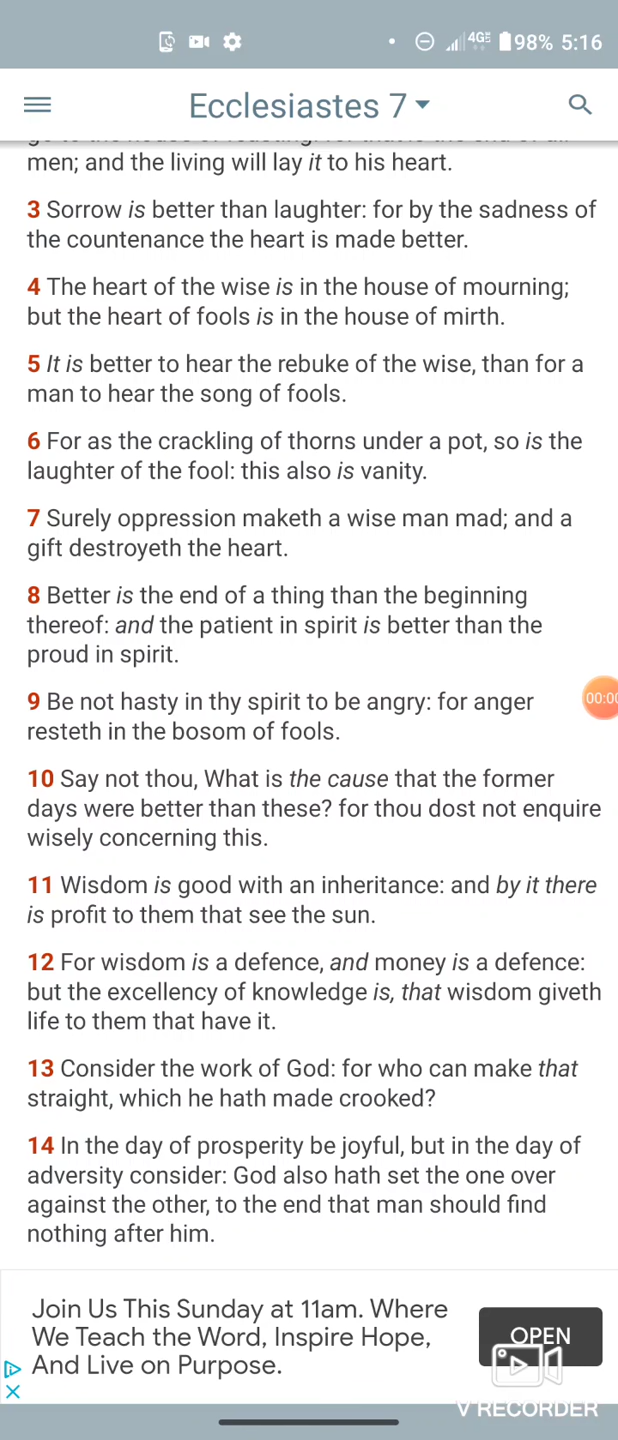 4GE 98% 5:16
Ecclesiastes 7
men; and the living will lay it to his heart.
3 Sorrow is better than laughter: for by the sadness of
the countenance the heart is made better.
4 The heart of the wise is in the house of mourning;
but the heart of fools is in the house of mirth.
5 It is better to hear the rebuke of the wise, than for a
man to hear the song of fools.
6 For as the crackling of thorns under a pot, so is the
laughter of the fool: this also is vanity.
7 Surely oppression maketh a wise man mad; and a
gift destroyeth the heart.
8 Better is the end of a thing than the beginning
thereof: and the patient in spirit is better than the
proud in spirit.
9 Be not hasty in thy spirit to be angry: for anger
resteth in the bosom of fools.
00:00
10 Say not thou, What is the cause that the former
days were better than these? for thou dost not enquire
wisely concerning this.
11 Wisdom is good with an inheritance: and by it there
is profit to them that see the sun.
12 For wisdom is a defence, and money is a defence:
but the excellency of knowledge is, that wisdom giveth
life to them that have it.
13 Consider the work of God: for who can make that
straight, which he hath made crooked?
14 In the day of prosperity be joyful, but in the day of
adversity consider: God also hath set the one over
against the other, to the end that man should find
nothing after him.
Join Us This Sunday at 11am. Where
We Teach the Word, Inspire Hope,
And Live on Purpose.
OPEN
V RECORDER